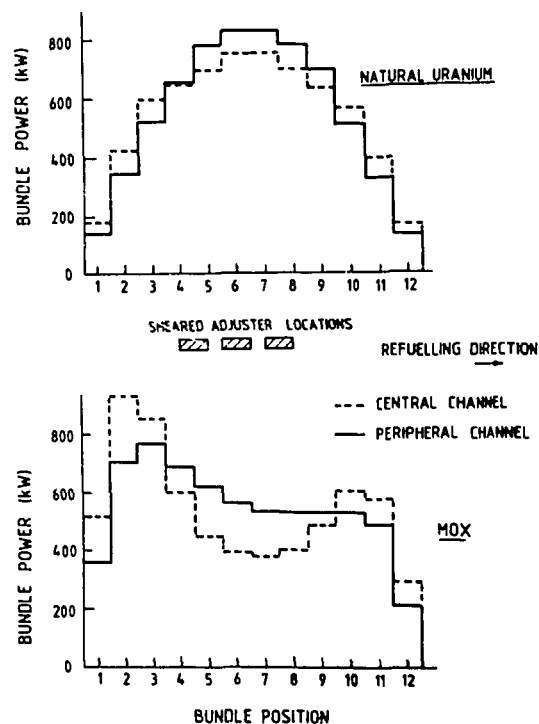 BUNDLE POWER (kW)
800
600
400
200
0
NATURAL URANIUM
1 2 3 4 5 6 7 8 9 10 11 12
SHEARED ADJUSTER LOCATIONS
REFUELLING DIRECTION
CENTRAL CHANNEL
PERIPHERAL CHANNEL
BUNDLE POWER (kW)
800
600
400
200
0
MOX
1 2 3 4 5 6 7 8 9 10 11 12
BUNDLE POSITION